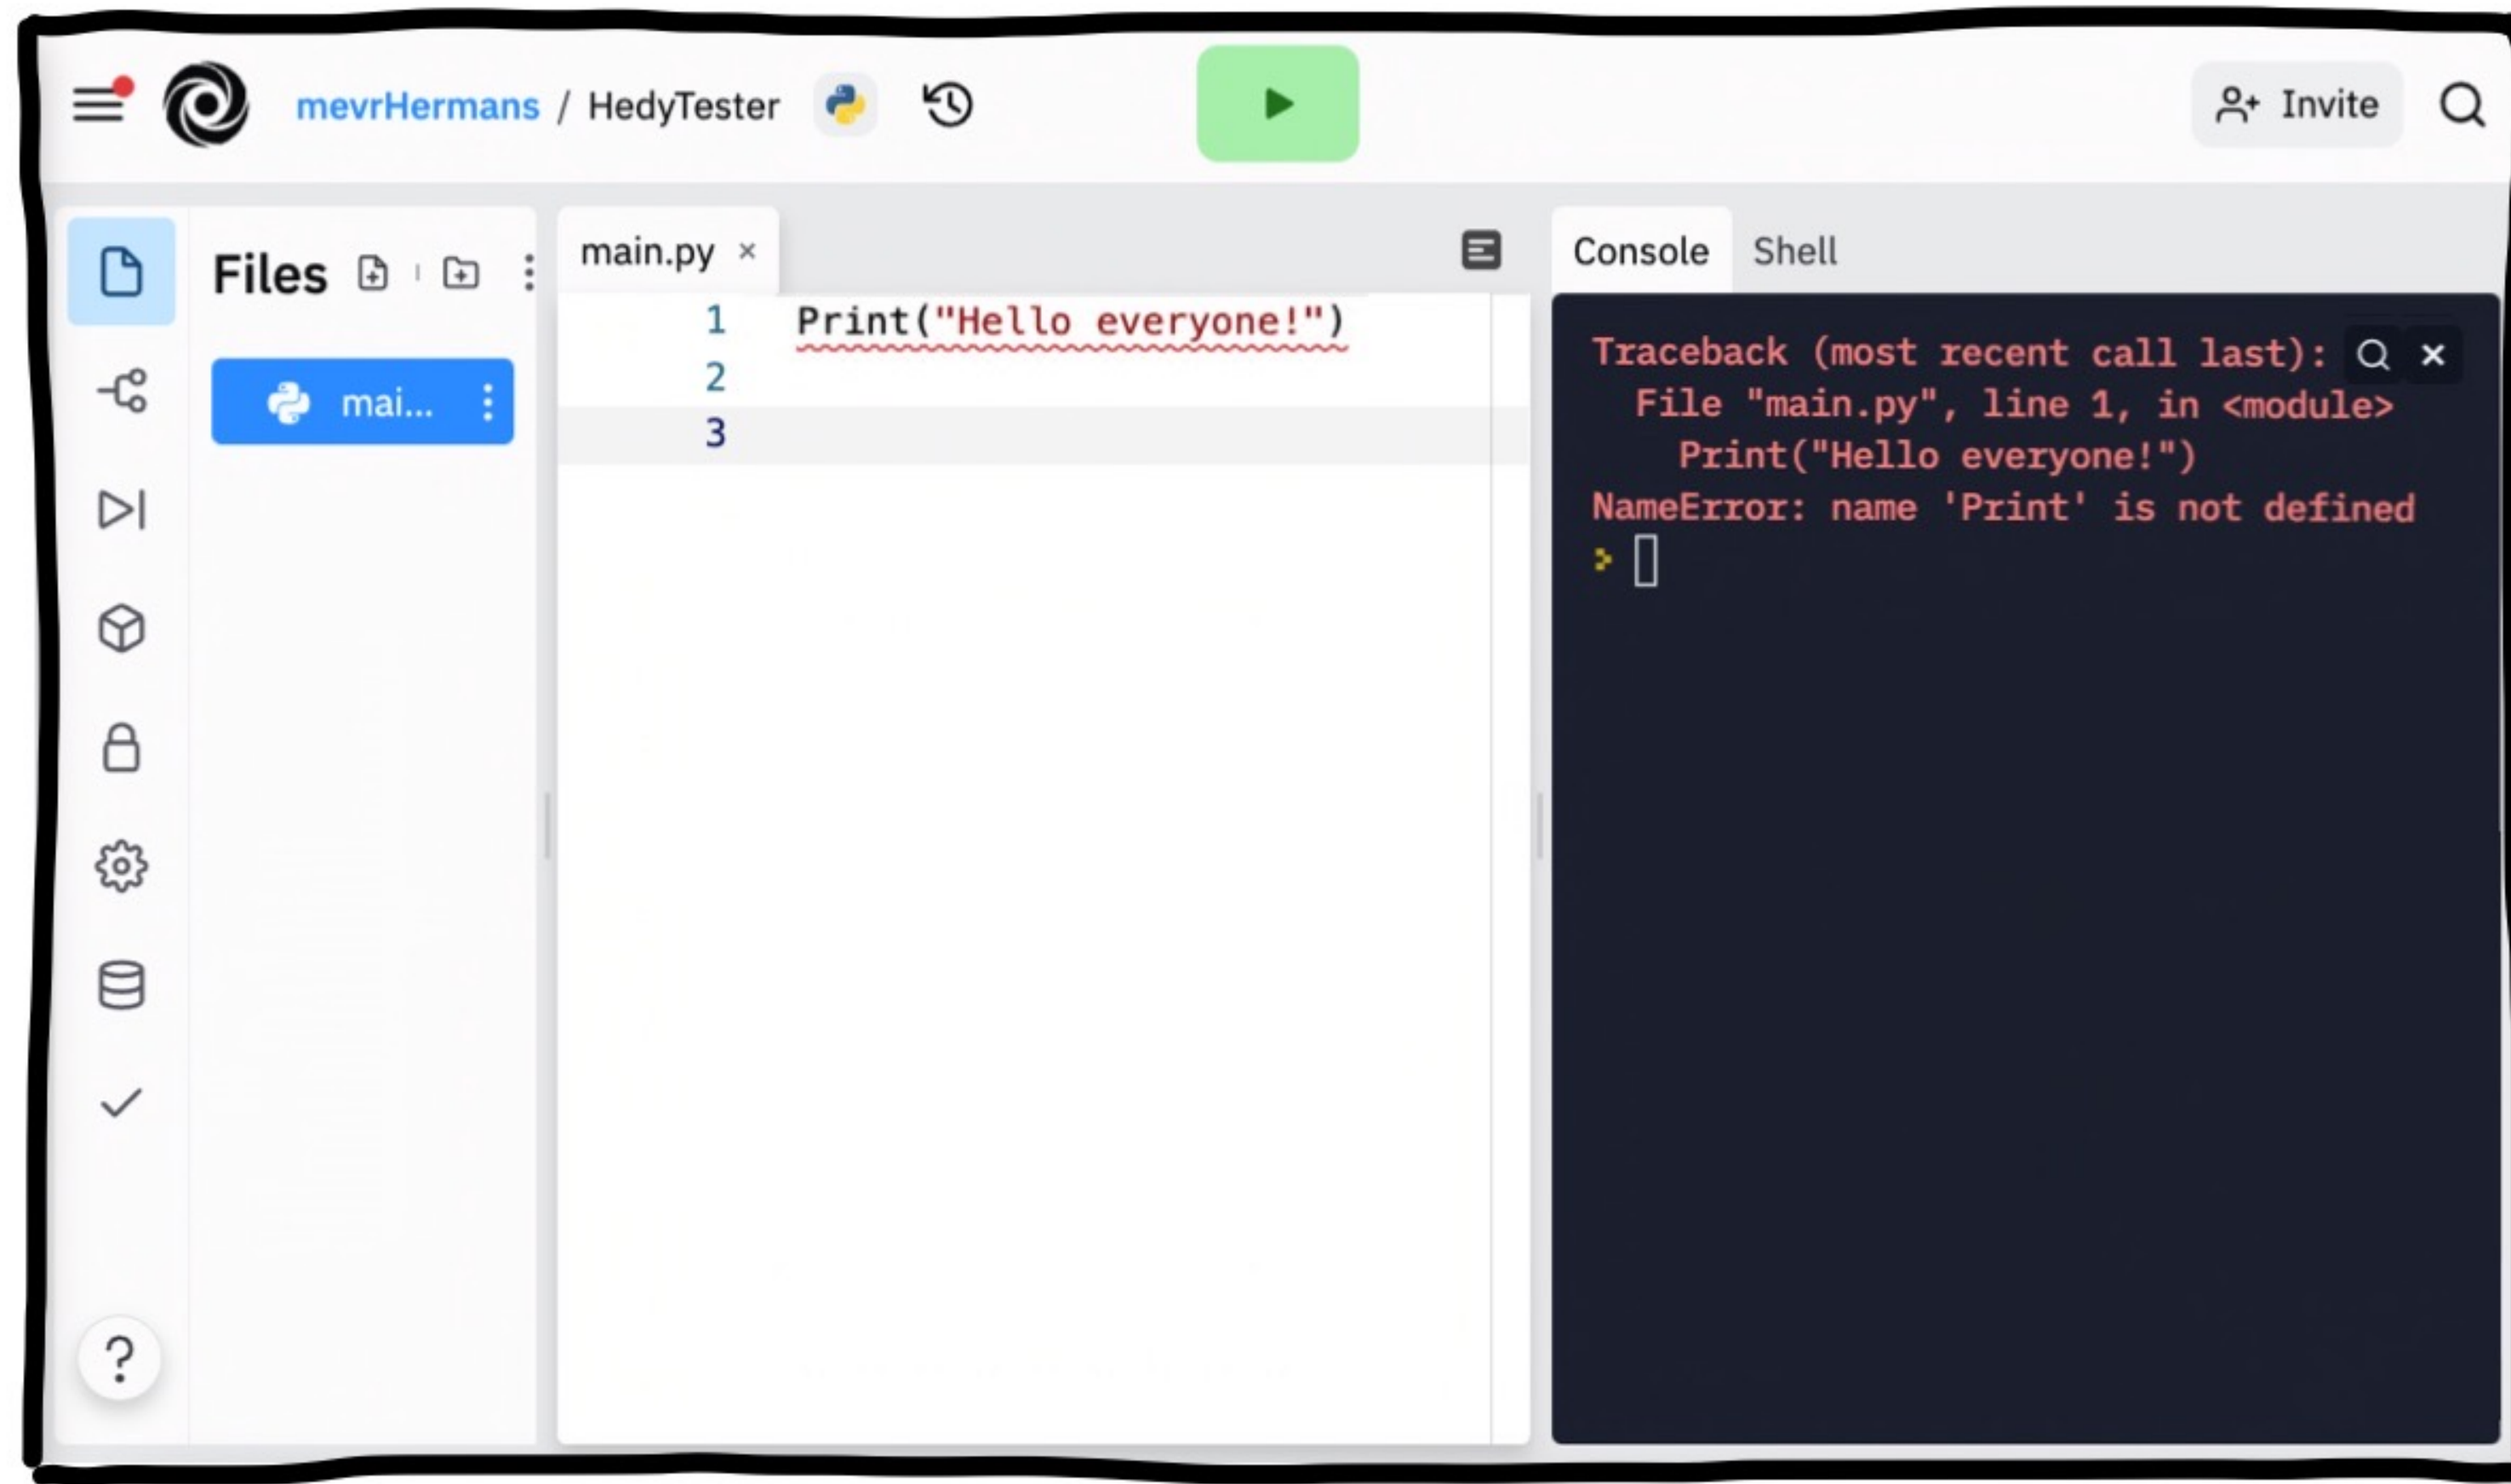 mevrHermans / HedyTester
Invite
Files
mai...
main.py ×
1 Print("Hello everyone!")
2
3
Console Shell
Traceback (most recent call last):
File "main.py", line 1, in <module>
Print("Hello everyone!")
NameError: name 'Print' is not defined
>
?